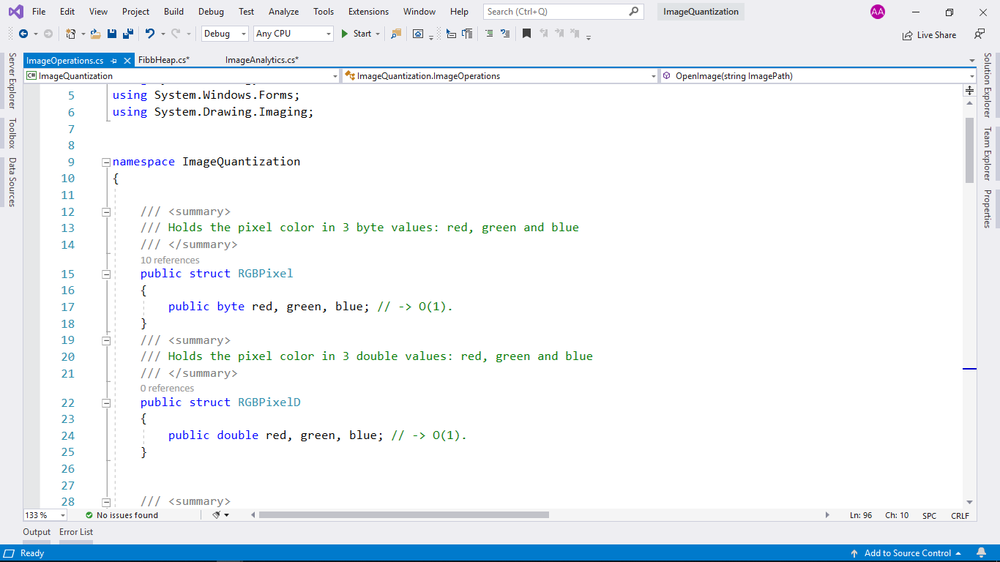 File Edit View Project Build Debug Test Analyze Tools Extensions Window Help Search (Ctrl+Q) ImageQuantization AA
Debug Any CPU Start Live Share
ImageOperations.cs FibbHeap.cs* ImageAnalytics.cs*
C# ImageQuantization ImageQuantization.ImageOperations OpenImage(string ImagePath)
Server Explorer
Toolbox
Data Sources
5 using System.Windows.Forms;
6 using System.Drawing.Imaging;
7
8
9 namespace ImageQuantization
10 {
11
12 /// <summary>
13 /// Holds the pixel color in 3 byte values: red, green and blue
14 /// </summary>
10 references
15 public struct RGBPixel
16 {
17 public byte red, green, blue; // -> O(1).
18 }
19 /// <summary>
20 /// Holds the pixel color in 3 double values: red, green and blue
21 /// </summary>
0 references
22 public struct RGBPixelD
23 {
24 public double red, green, blue; // -> O(1).
25 }
26
27
28 /// <summary>
Solution Explorer
Team Explorer
Properties
133 % No issues found Ln: 96 Ch: 10 SPC CRLF
Output Error List
Ready Add to Source Control